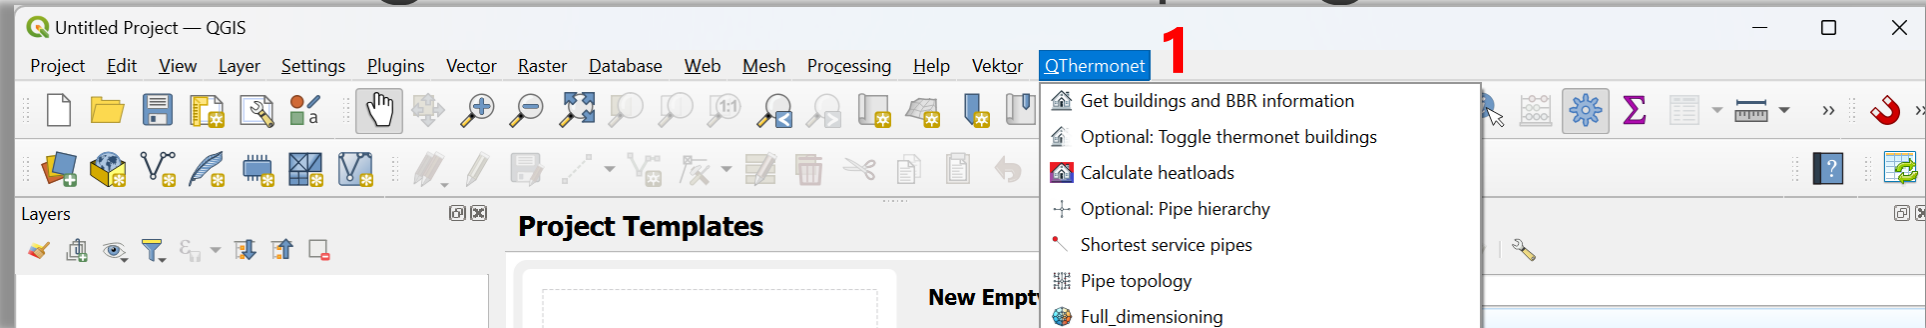 Untitled Project — QGIS
1
Project Edit View Layer Settings Plugins Vector Raster Database Web Mesh Processing Help Vektor QThermonet
Get buildings and BBR information
Optional: Toggle thermonet buildings
Calculate heatloads
Optional: Pipe hierarchy
Shortest service pipes
Pipe topology
Full_dimensioning
Layers
Project Templates
New Empty